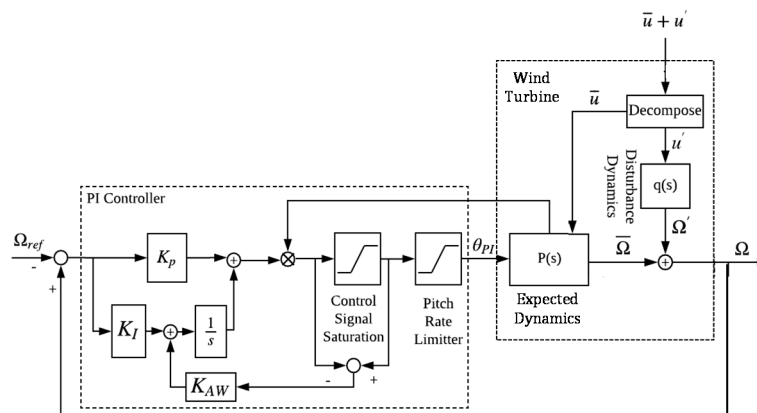 u̅ + u′
Wind
Turbine
u̅
Decompose
u′
Disturbance
Dynamics
q(s)
PI Controller
Ω′
Ω_ref
-
+
K_p
+
⊗
θ_PI
P(s)
Ω̅
+
Ω
Control
Signal
Saturation
Pitch
Rate
Limitter
Expected
Dynamics
K_I
+
1/s
K_AW
-
+